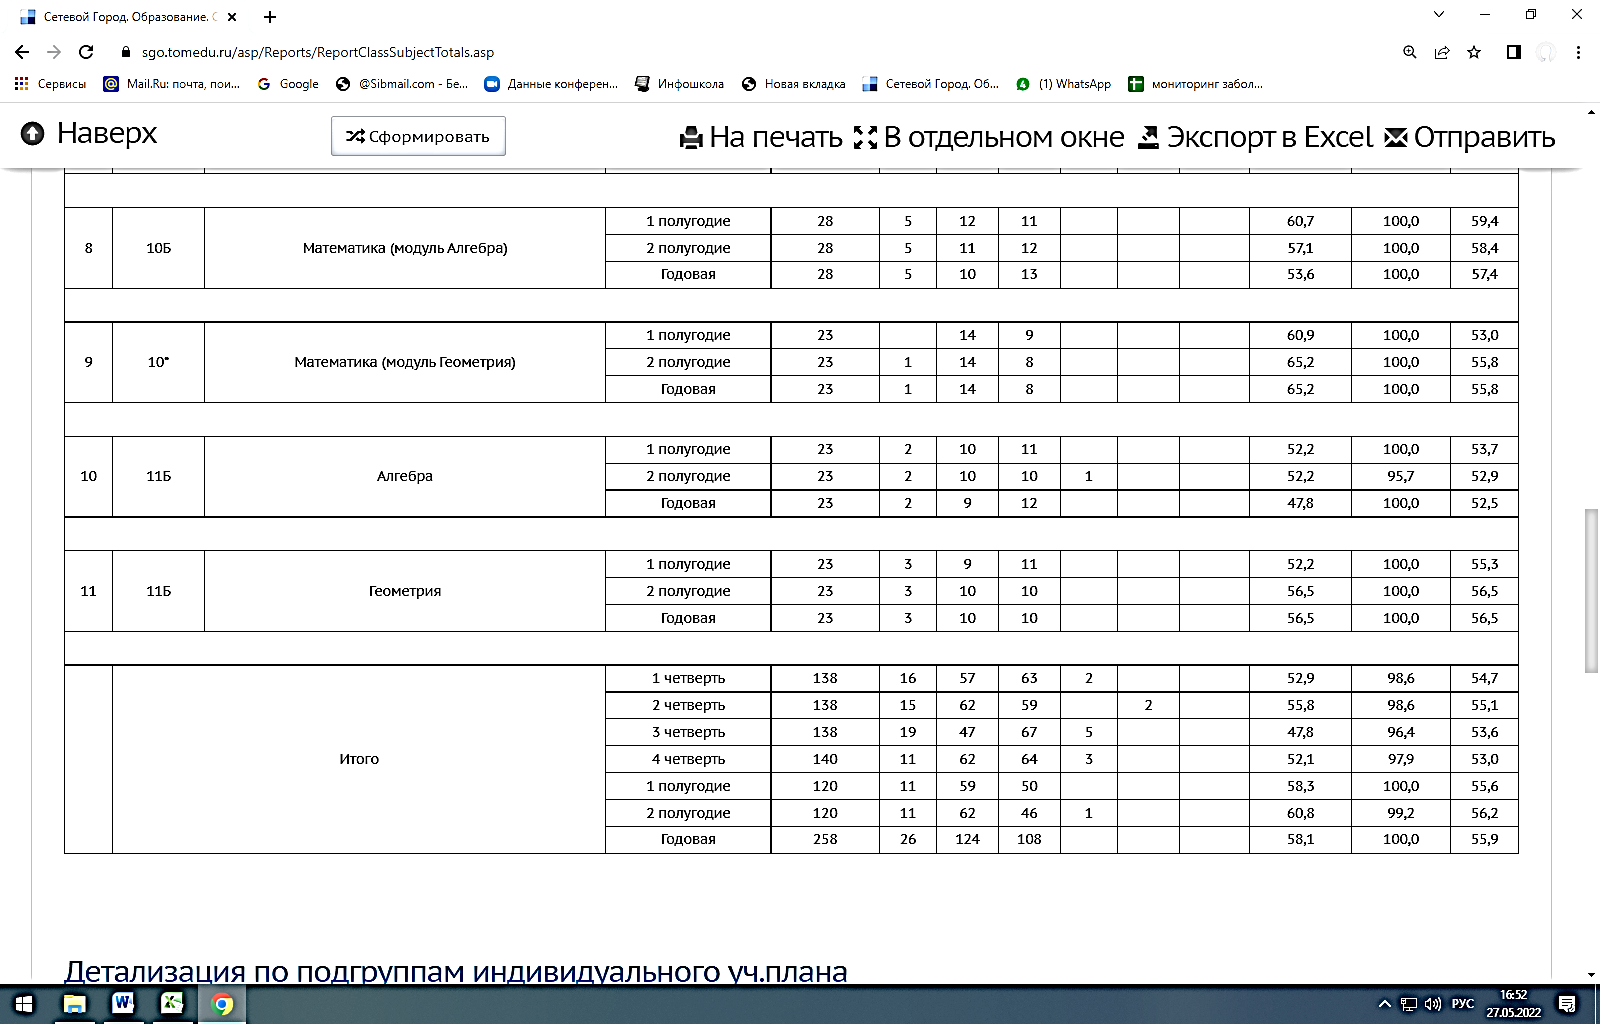 Сетевой Город. Образование. С
sgo.tomedu.ru/asp/Reports/ReportClassSubjectTotals.asp
Сервисы Mail.Ru: почта, пои... Google @Sibmail.com - Бе... Данные конферен... Инфошкола Новая вкладка Сетевой Город. Об... 4 (1) WhatsApp мониторинг забол...
Наверх Сформировать На печать В отдельном окне Экспорт в Excel Отправить
8 10Б Математика (модуль Алгебра)
1 полугодие 28 5 12 11 60,7 100,0 59,4
2 полугодие 28 5 11 12 57,1 100,0 58,4
Годовая 28 5 10 13 53,6 100,0 57,4
9 10* Математика (модуль Геометрия)
1 полугодие 23 14 9 60,9 100,0 53,0
2 полугодие 23 1 14 8 65,2 100,0 55,8
Годовая 23 1 14 8 65,2 100,0 55,8
10 11Б Алгебра
1 полугодие 23 2 10 11 52,2 100,0 53,7
2 полугодие 23 2 10 10 1 52,2 95,7 52,9
Годовая 23 2 9 12 47,8 100,0 52,5
11 11Б Геометрия
1 полугодие 23 3 9 11 52,2 100,0 55,3
2 полугодие 23 3 10 10 56,5 100,0 56,5
Годовая 23 3 10 10 56,5 100,0 56,5
Итого
1 четверть 138 16 57 63 2 52,9 98,6 54,7
2 четверть 138 15 62 59 2 55,8 98,6 55,1
3 четверть 138 19 47 67 5 47,8 96,4 53,6
4 четверть 140 11 62 64 3 52,1 97,9 53,0
1 полугодие 120 11 59 50 58,3 100,0 55,6
2 полугодие 120 11 62 46 1 60,8 99,2 56,2
Годовая 258 26 124 108 58,1 100,0 55,9
Детализация по подгруппам индивидуального уч.плана
РУС 16:52
27.05.2022